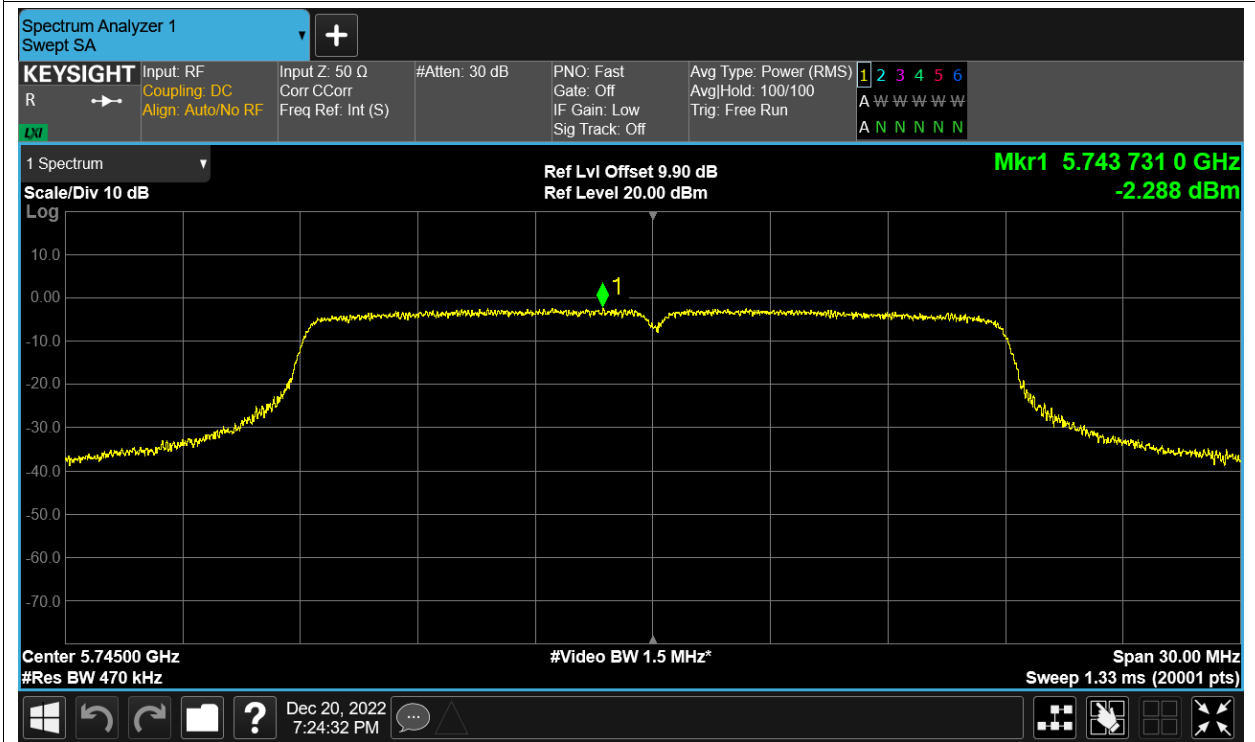 Spectrum Analyzer 1
Swept SA
+
KEYSIGHT
R
LXI
Input: RF
Coupling: DC
Align: Auto/No RF
Input Z: 50 Ω
Corr CCorr
Freq Ref: Int (S)
#Atten: 30 dB
PNO: Fast
Gate: Off
IF Gain: Low
Sig Track: Off
Avg Type: Power (RMS)
Avg|Hold: 100/100
Trig: Free Run
1 2 3 4 5 6
A W W W W W
A N N N N N
1 Spectrum
Scale/Div 10 dB
Log
Ref Lvl Offset 9.90 dB
Ref Level 20.00 dBm
Mkr1 5.743 731 0 GHz
-2.288 dBm
1
10.0
0.00
-10.0
-20.0
-30.0
-40.0
-50.0
-60.0
-70.0
Center 5.74500 GHz
#Res BW 470 kHz
#Video BW 1.5 MHz*
Span 30.00 MHz
Sweep 1.33 ms (20001 pts)
?
Dec 20, 2022
7:24:32 PM